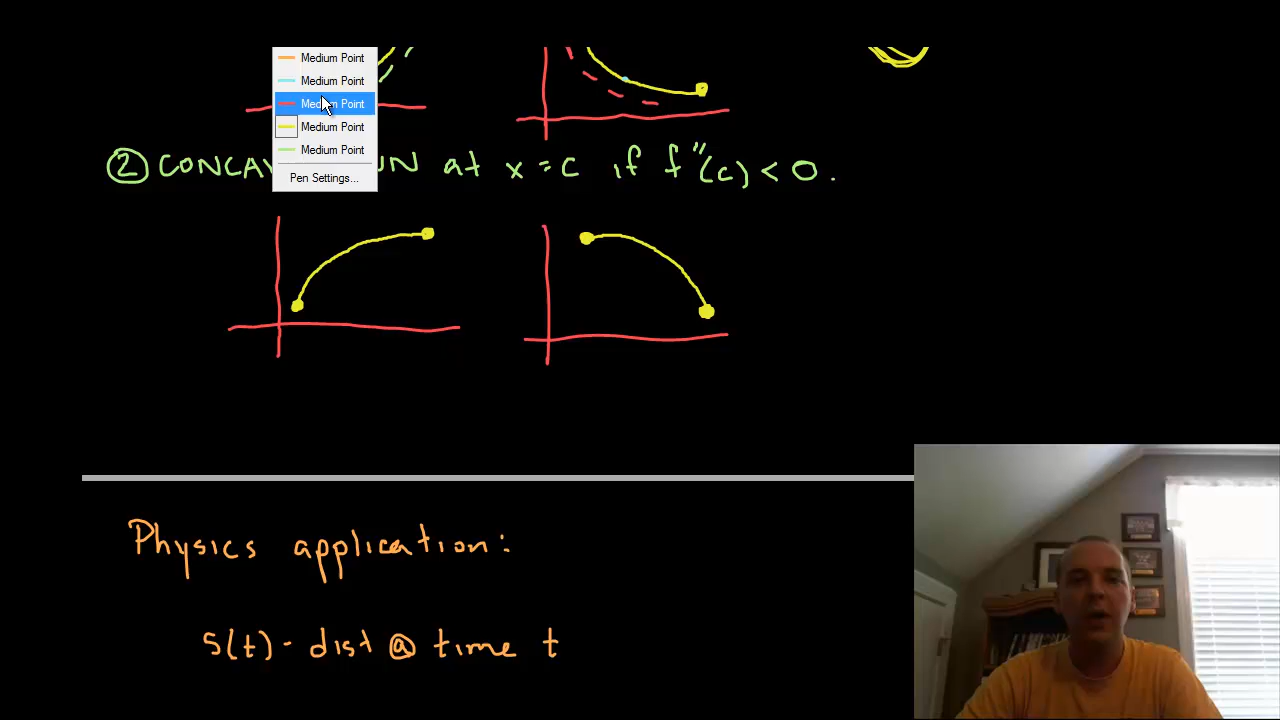 Medium Point
Medium Point
Medium Point
Medium Point
Medium Point
Pen Settings...
② CONCAV UN at x = c if f"(c) < 0.
Physics application:
s(t) - dist @ time t